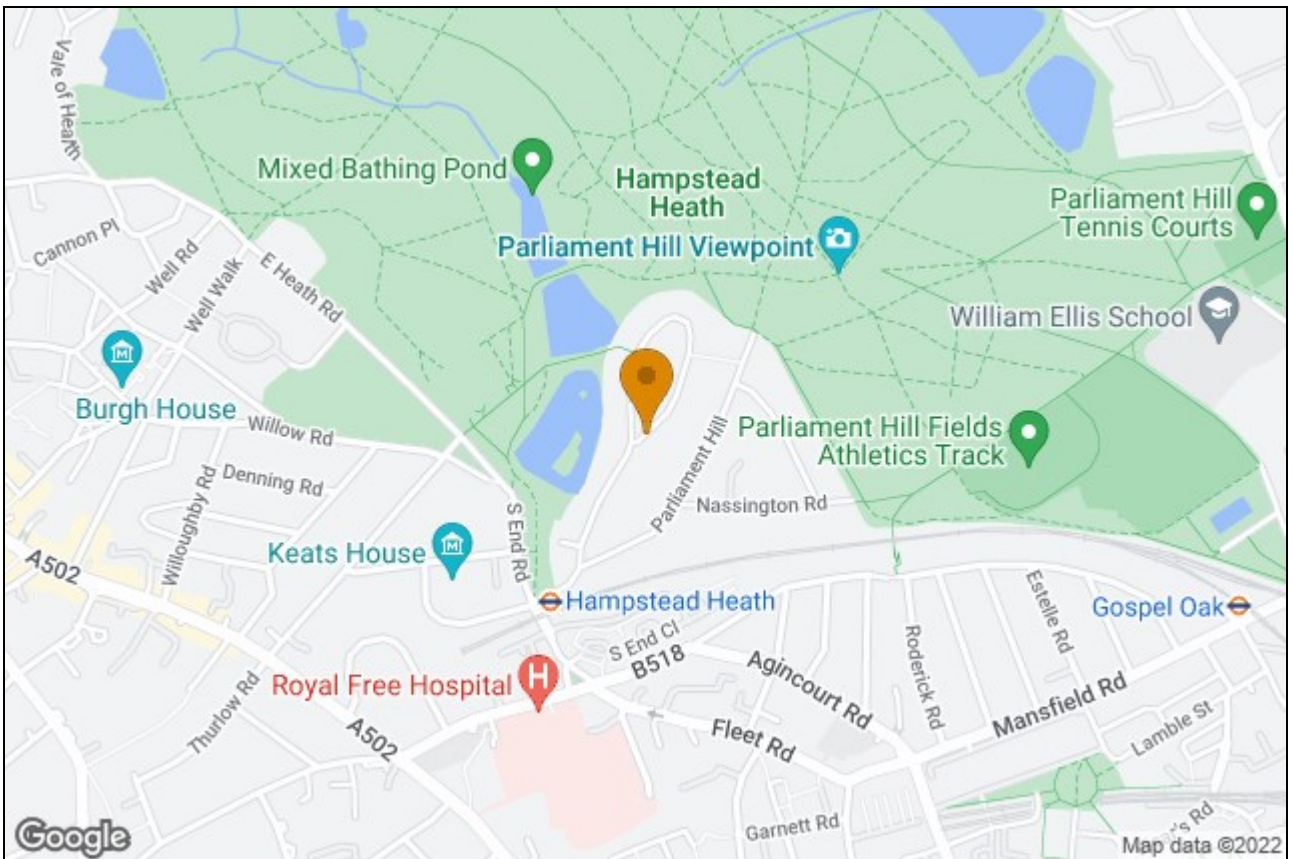 Vale of Health
Mixed Bathing Pond
Hampstead
Heath
Parliament Hill
Tennis Courts
Cannon Pl
Well Rd
Well Walk
E Heath Rd
Parliament Hill Viewpoint
William Ellis School
M
Burgh House
Willow Rd
Denning Rd
Willoughby Rd
Parliament Hill
Parliament Hill Fields
Athletics Track
Nassington Rd
S End Rd
Keats House
M
A502
Hampstead Heath
Gospel Oak
Estelle Rd
Roderick Rd
S End Cl
B518
Royal Free Hospital
H
Agincourt Rd
Mansfield Rd
Lamble St
Thurlow Rd
A502
Fleet Rd
Garnett Rd
's Rd
Google
Map data ©2022